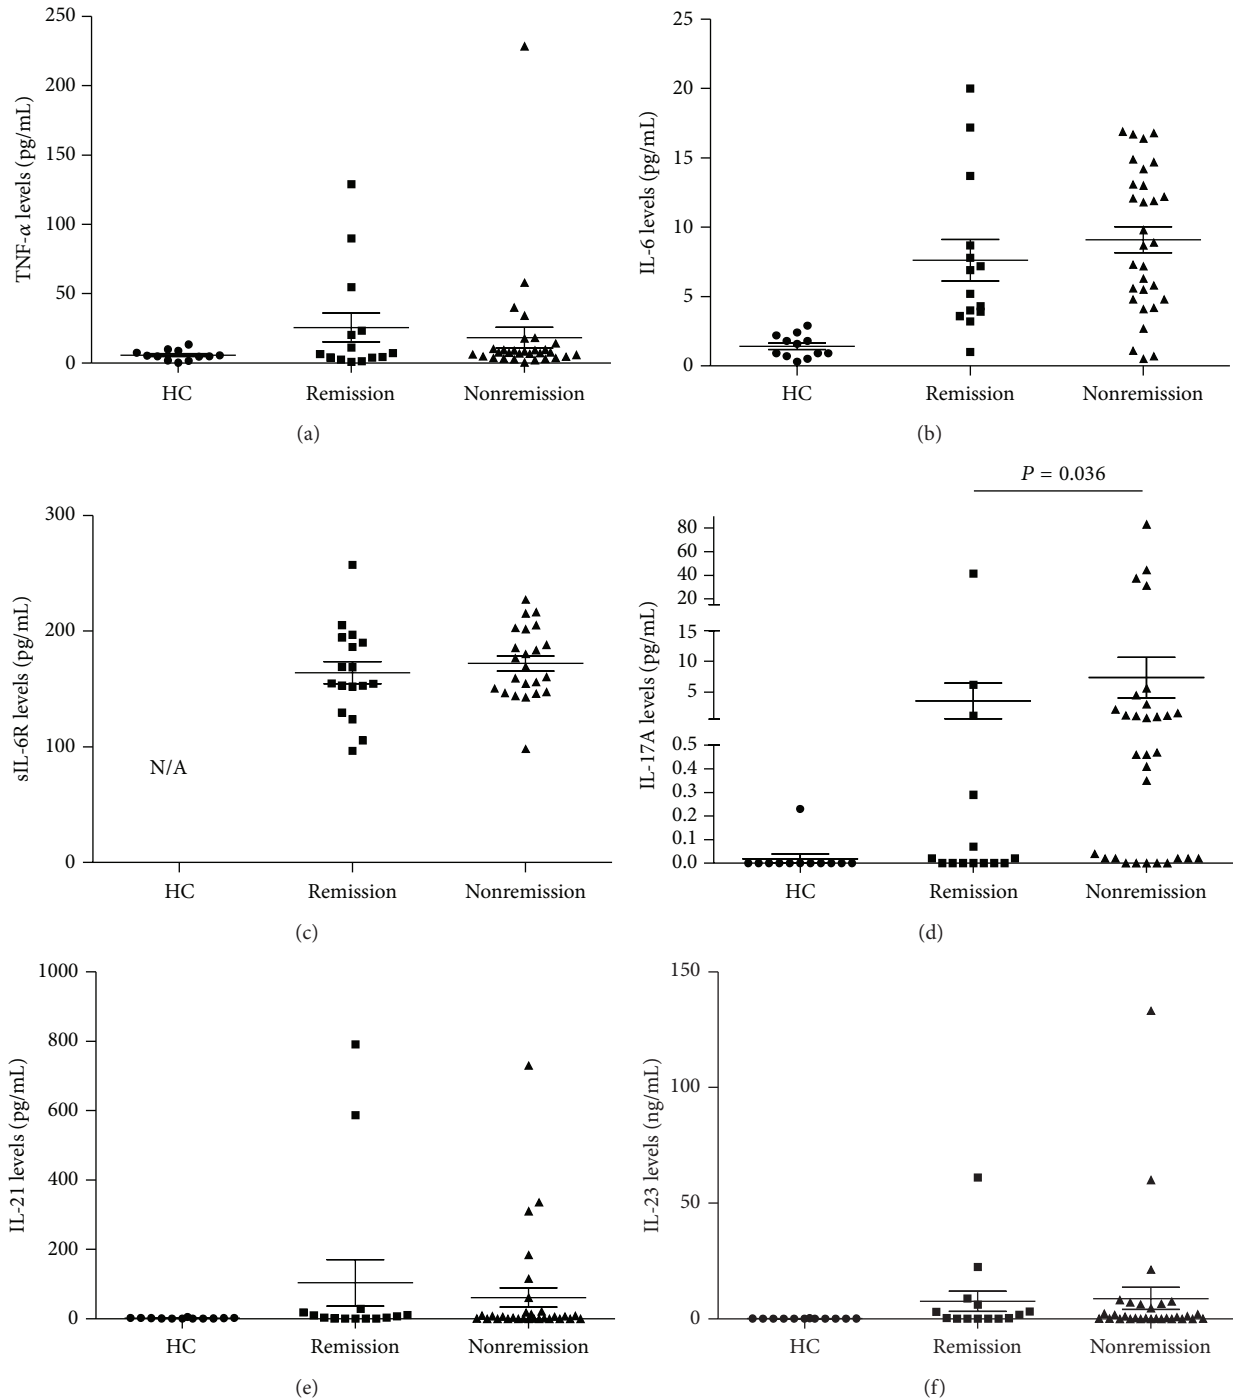 TNF-α levels (pg/mL)
250
200
150
100
50
0
HC Remission Nonremission
(a)
IL-6 levels (pg/mL)
25
20
15
10
5
0
HC Remission Nonremission
(b)
sIL-6R levels (pg/mL)
300
200
100
0
N/A
HC Remission Nonremission
(c)
P = 0.036
IL-17A levels (pg/mL)
80
60
40
20
15
10
5
0.5
0.4
0.3
0.2
0.1
0.0
HC Remission Nonremission
(d)
IL-21 levels (pg/mL)
1000
800
600
400
200
0
HC Remission Nonremission
(e)
IL-23 levels (ng/mL)
150
100
50
0
HC Remission Nonremission
(f)